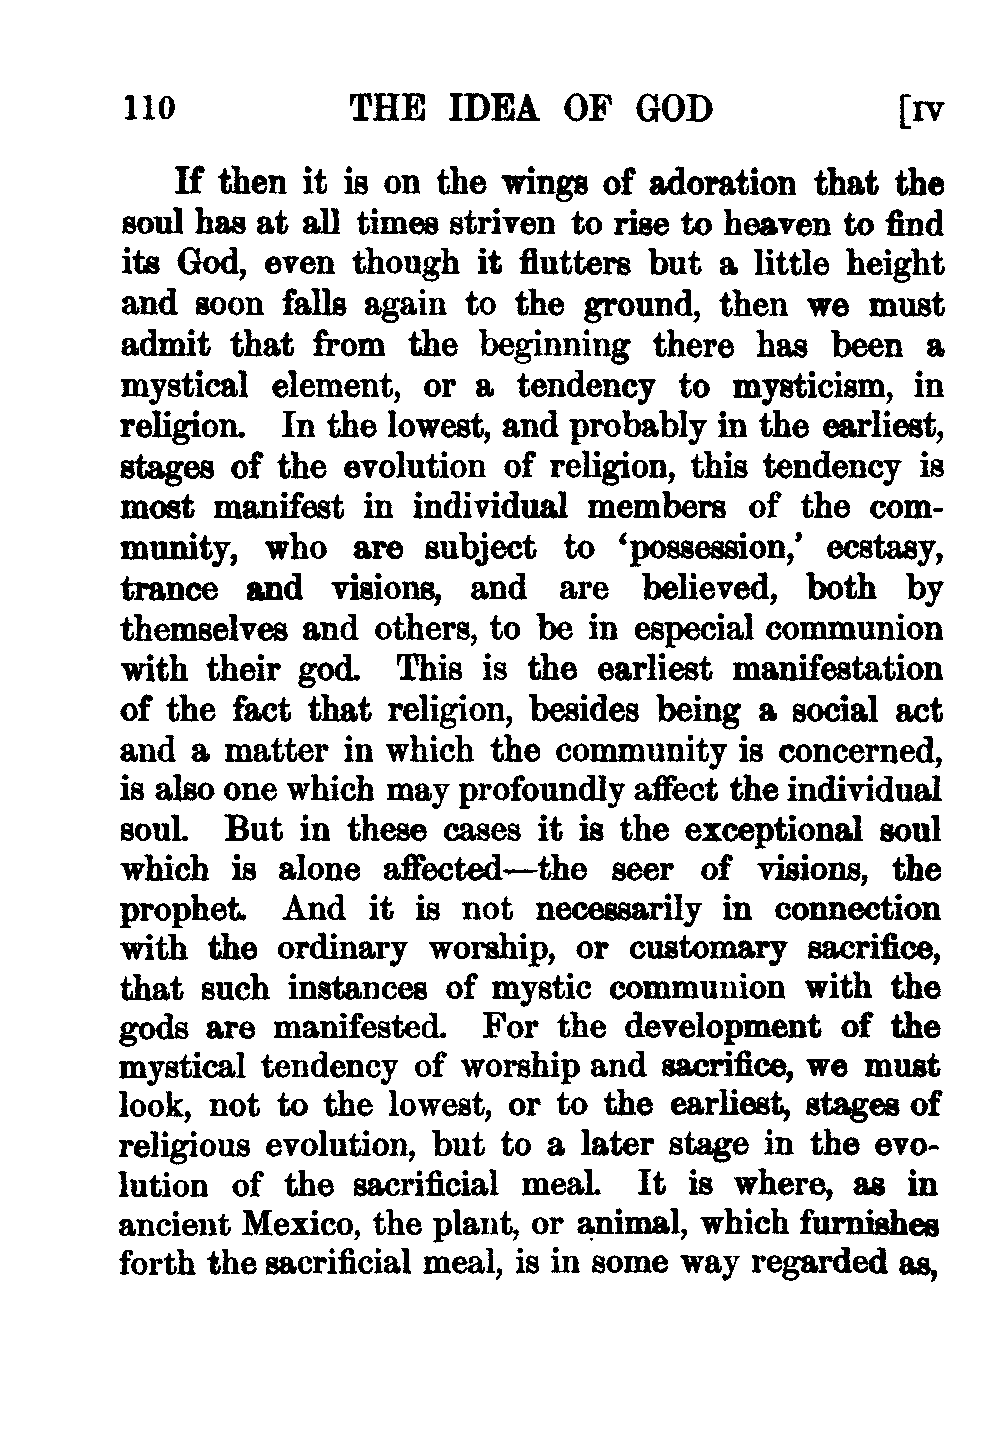 110 THE IDEA OF GOD [IV
If then it is on the wings of adoration that the
soul has at all times striven to rise to heaven to find
its God, even though it flutters but a little height
and soon falls again to the ground, then we must
admit that from the beginning there has been a
mystical element, or a tendency to mysticism, in
religion. In the lowest, and probably in the earliest,
stages of the evolution of religion, this tendency is
most manifest in individual members of the com-
munity, who are subject to ‘possession,’ ecstasy,
trance and visions, and are believed, both by
themselves and others, to be in especial communion
with their god. This is the earliest manifestation
of the fact that religion, besides being a social act
and a matter in which the community is concerned,
is also one which may profoundly affect the individual
soul. But in these cases it is the exceptional soul
which is alone affected—the seer of visions, the
prophet. And it is not necessarily in connection
with the ordinary worship, or customary sacrifice,
that such instances of mystic communion with the
gods are manifested. For the development of the
mystical tendency of worship and sacrifice, we must
look, not to the lowest, or to the earliest, stages of
religious evolution, but to a later stage in the evo-
lution of the sacrificial meal. It is where, as in
ancient Mexico, the plant, or animal, which furnishes
forth the sacrificial meal, is in some way regarded as,